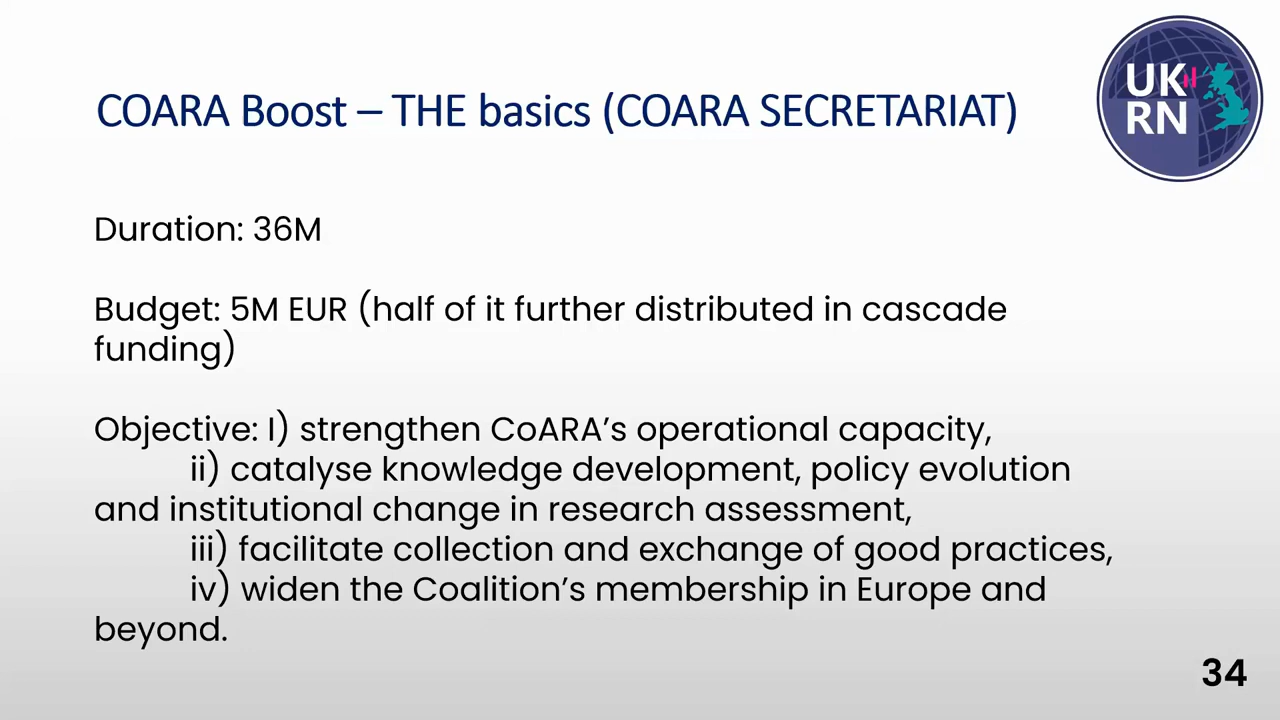 COARA Boost – THE basics (COARA SECRETARIAT)
UK
RN
Duration: 36M
Budget: 5M EUR (half of it further distributed in cascade
funding)
Objective: I) strengthen CoARA’s operational capacity,
ii) catalyse knowledge development, policy evolution
and institutional change in research assessment,
iii) facilitate collection and exchange of good practices,
iv) widen the Coalition’s membership in Europe and
beyond.
34